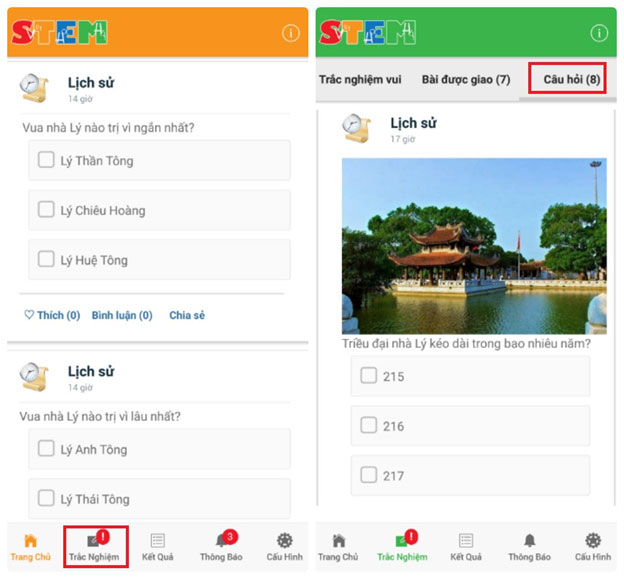 STEM
Lịch sử
14 giờ
Vua nhà Lý nào trị vì ngắn nhất?
Lý Thần Tông
Lý Chiêu Hoàng
Lý Huệ Tông
Thích (0) Bình luận (0) Chia sẻ
Lịch sử
14 giờ
Vua nhà Lý nào trị vì lâu nhất?
Lý Anh Tông
Lý Thái Tông
3
Trang Chủ Trắc Nghiệm Kết Quả Thông Báo Cấu Hình
STEM
Trắc nghiệm vui Bài được giao (7) Câu hỏi (8)
Lịch sử
17 giờ
Triều đại nhà Lý kéo dài trong bao nhiêu năm?
215
216
217
Trang Chủ Trắc Nghiệm Kết Quả Thông Báo Cấu Hình